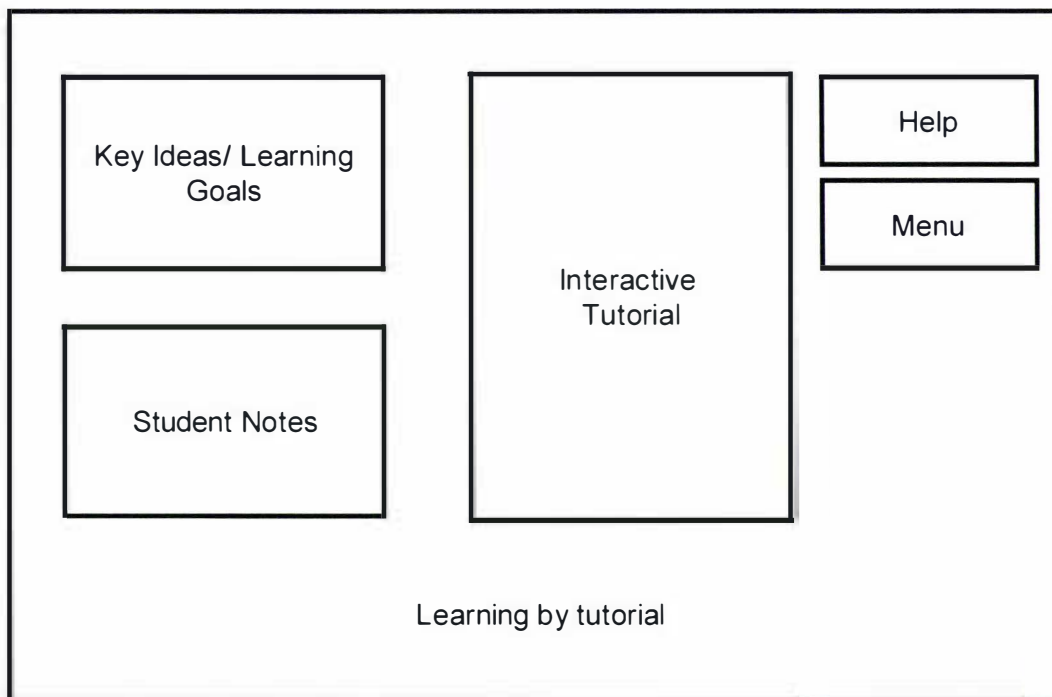 Key Ideas/ Learning
Goals
Student Notes
Interactive
Tutorial
Help
Menu
Learning by tutorial